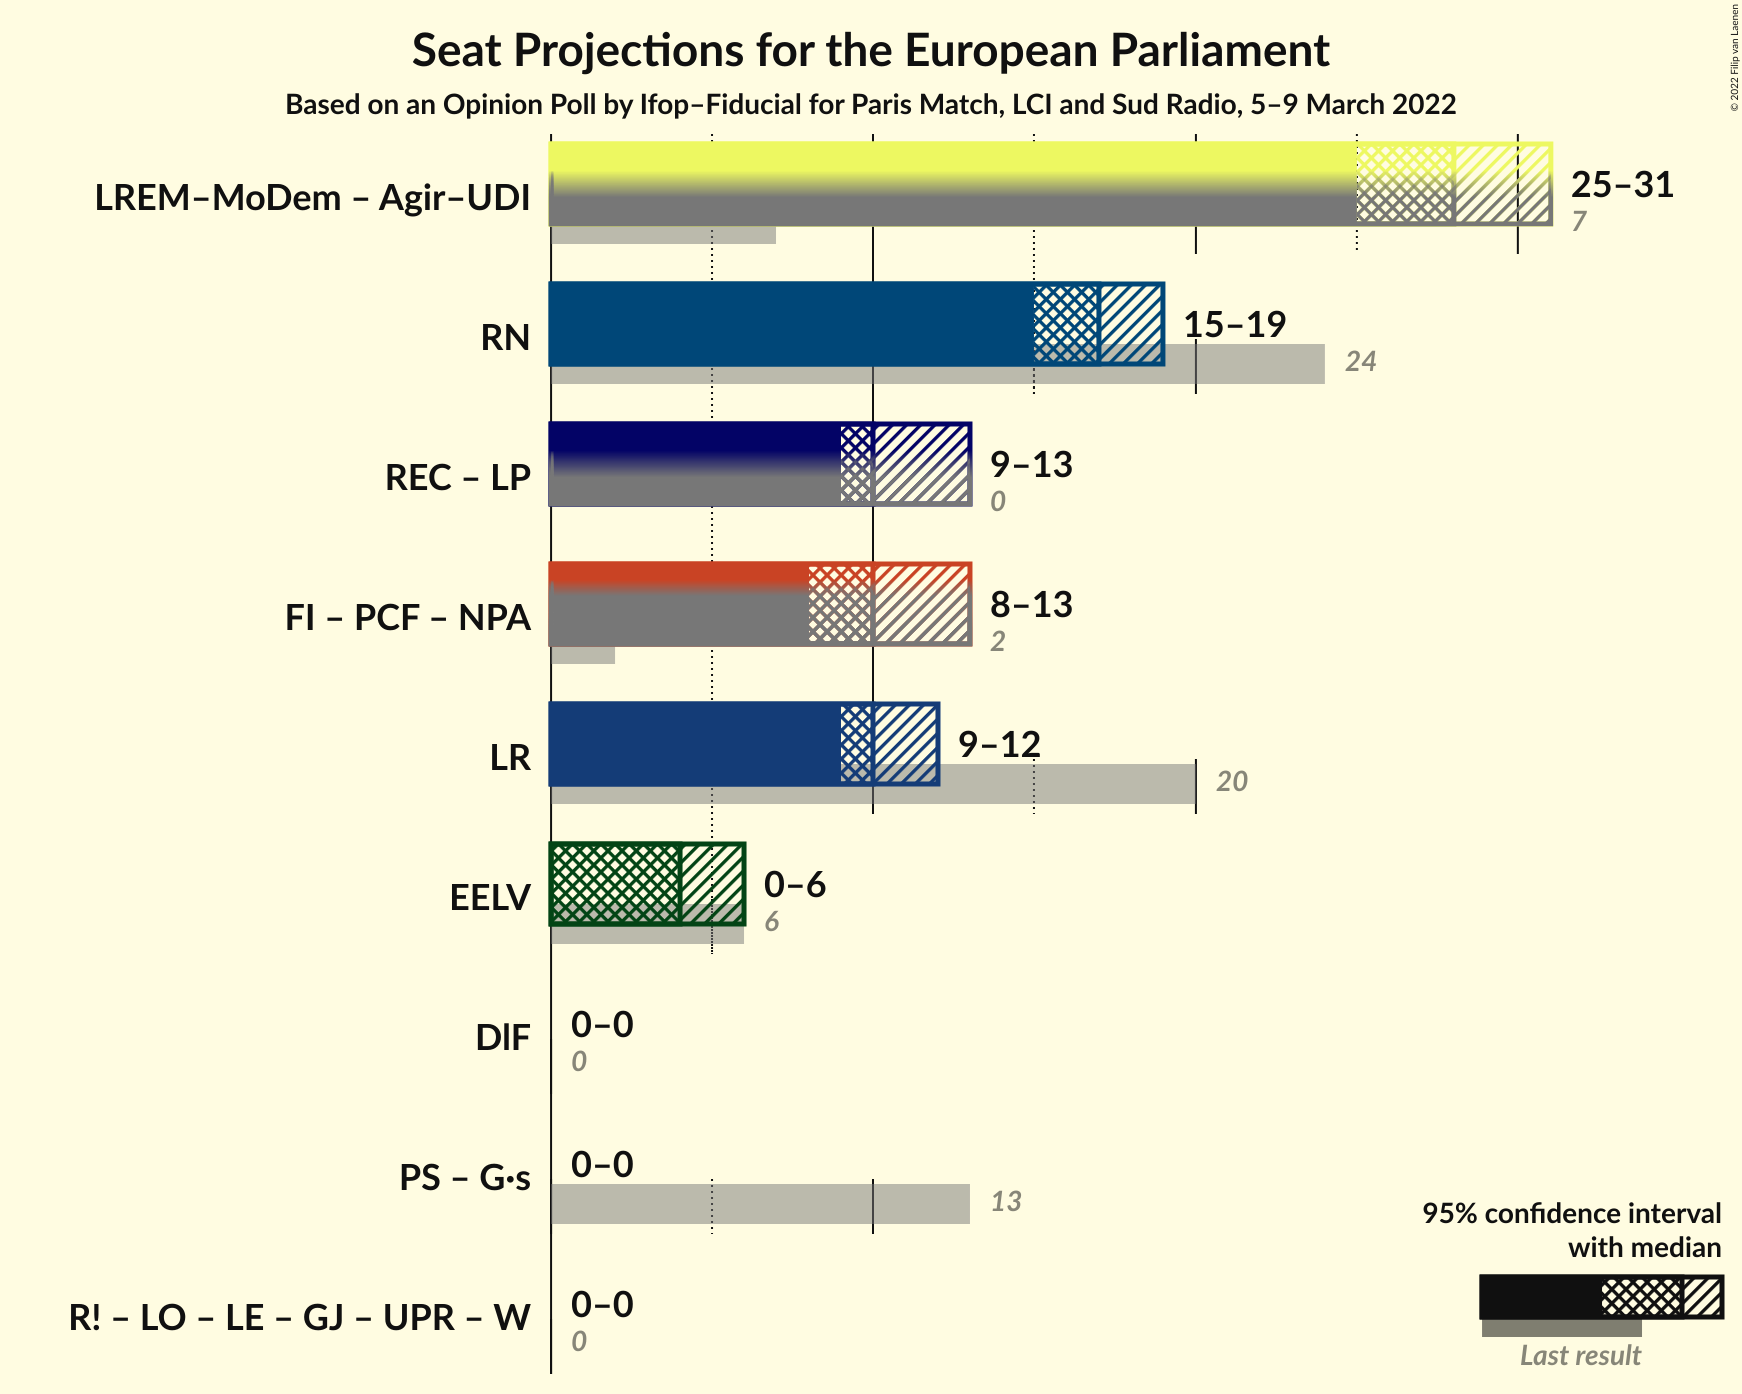 Seat Projections for the European Parliament
Based on an Opinion Poll by Ifop–Fiducial for Paris Match, LCI and Sud Radio, 5–9 March 2022
© 2022 Filip van Laenen
LREM–MoDem – Agir–UDI
25–31
7
RN
15–19
24
REC – LP
9–13
0
FI – PCF – NPA
8–13
2
LR
9–12
20
EELV
0–6
6
DlF
0–0
0
PS – G·s
0–0
13
R! – LO – LE – GJ – UPR – W
0–0
0
95% confidence interval
with median
Last result